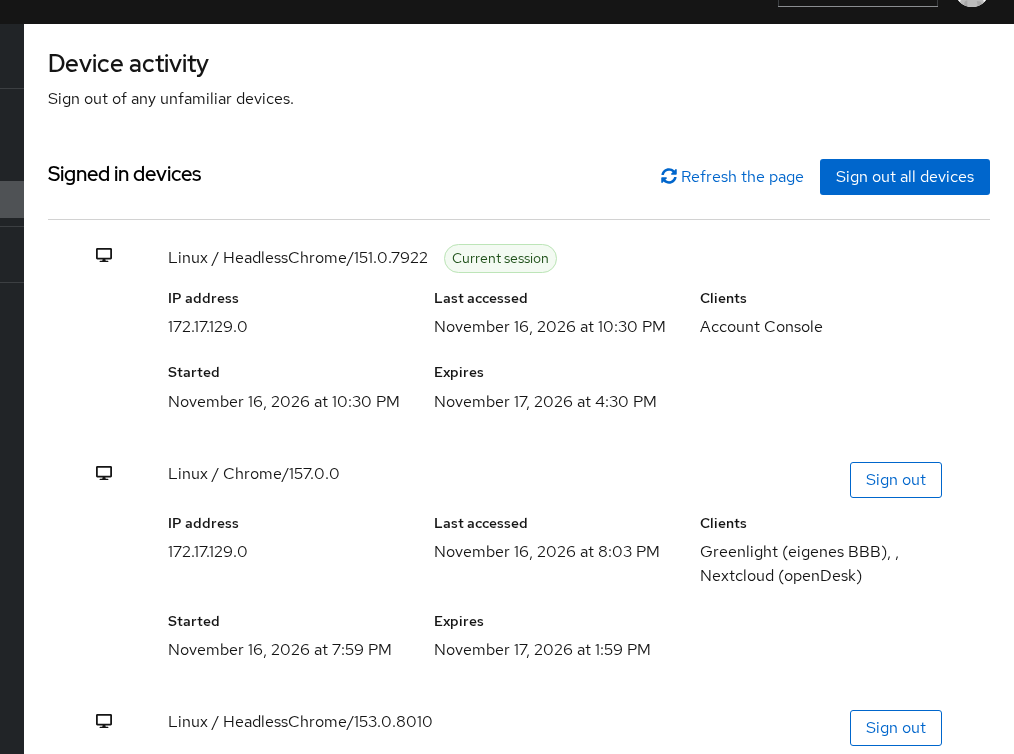 Device activity
Sign out of any unfamiliar devices.
Signed in devices
Refresh the page
Sign out all devices
Linux / HeadlessChrome/151.0.7922
Current session
IP address
Last accessed
Clients
172.17.129.0
November 16, 2026 at 10:30 PM
Account Console
Started
Expires
November 16, 2026 at 10:30 PM
November 17, 2026 at 4:30 PM
Linux / Chrome/157.0.0
Sign out
IP address
Last accessed
Clients
172.17.129.0
November 16, 2026 at 8:03 PM
Greenlight (eigenes BBB), ,
Nextcloud (openDesk)
Started
Expires
November 16, 2026 at 7:59 PM
November 17, 2026 at 1:59 PM
Linux / HeadlessChrome/153.0.8010
Sign out